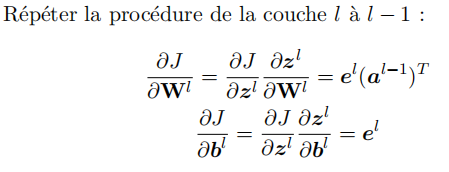 Répéter la procédure de la couche l à l − 1 :
∂J/∂W^l = ∂J/∂z^l ∂z^l/∂W^l = e^l(a^{l−1})^T
∂J/∂b^l = ∂J/∂z^l ∂z^l/∂b^l = e^l